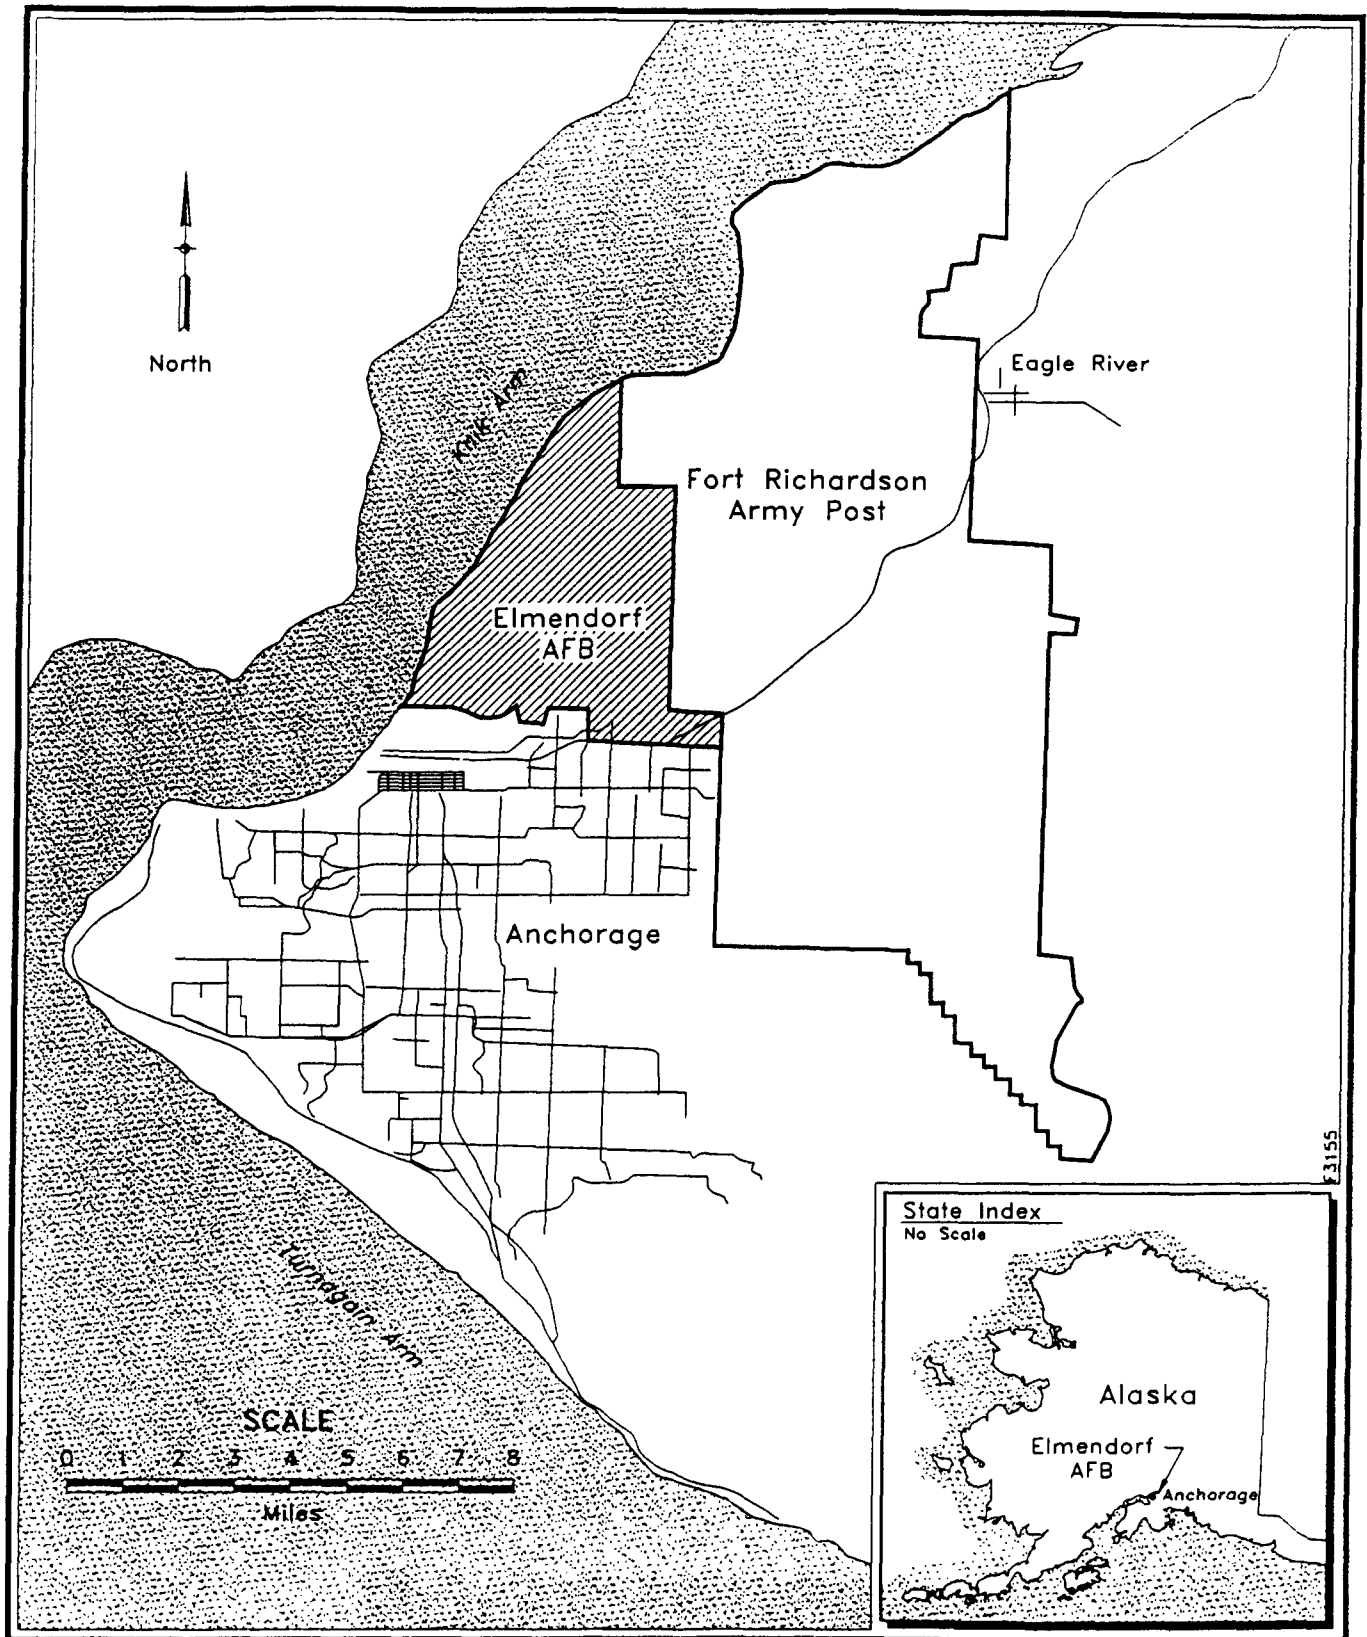 North
Knik Arm
Eagle River
Fort Richardson
Army Post
Elmendorf
AFB
Anchorage
Turnagain Arm
SCALE
0 1 2 3 4 5 6 7 8
Miles
F3155
State Index
No Scale
Alaska
Elmendorf
AFB
Anchorage